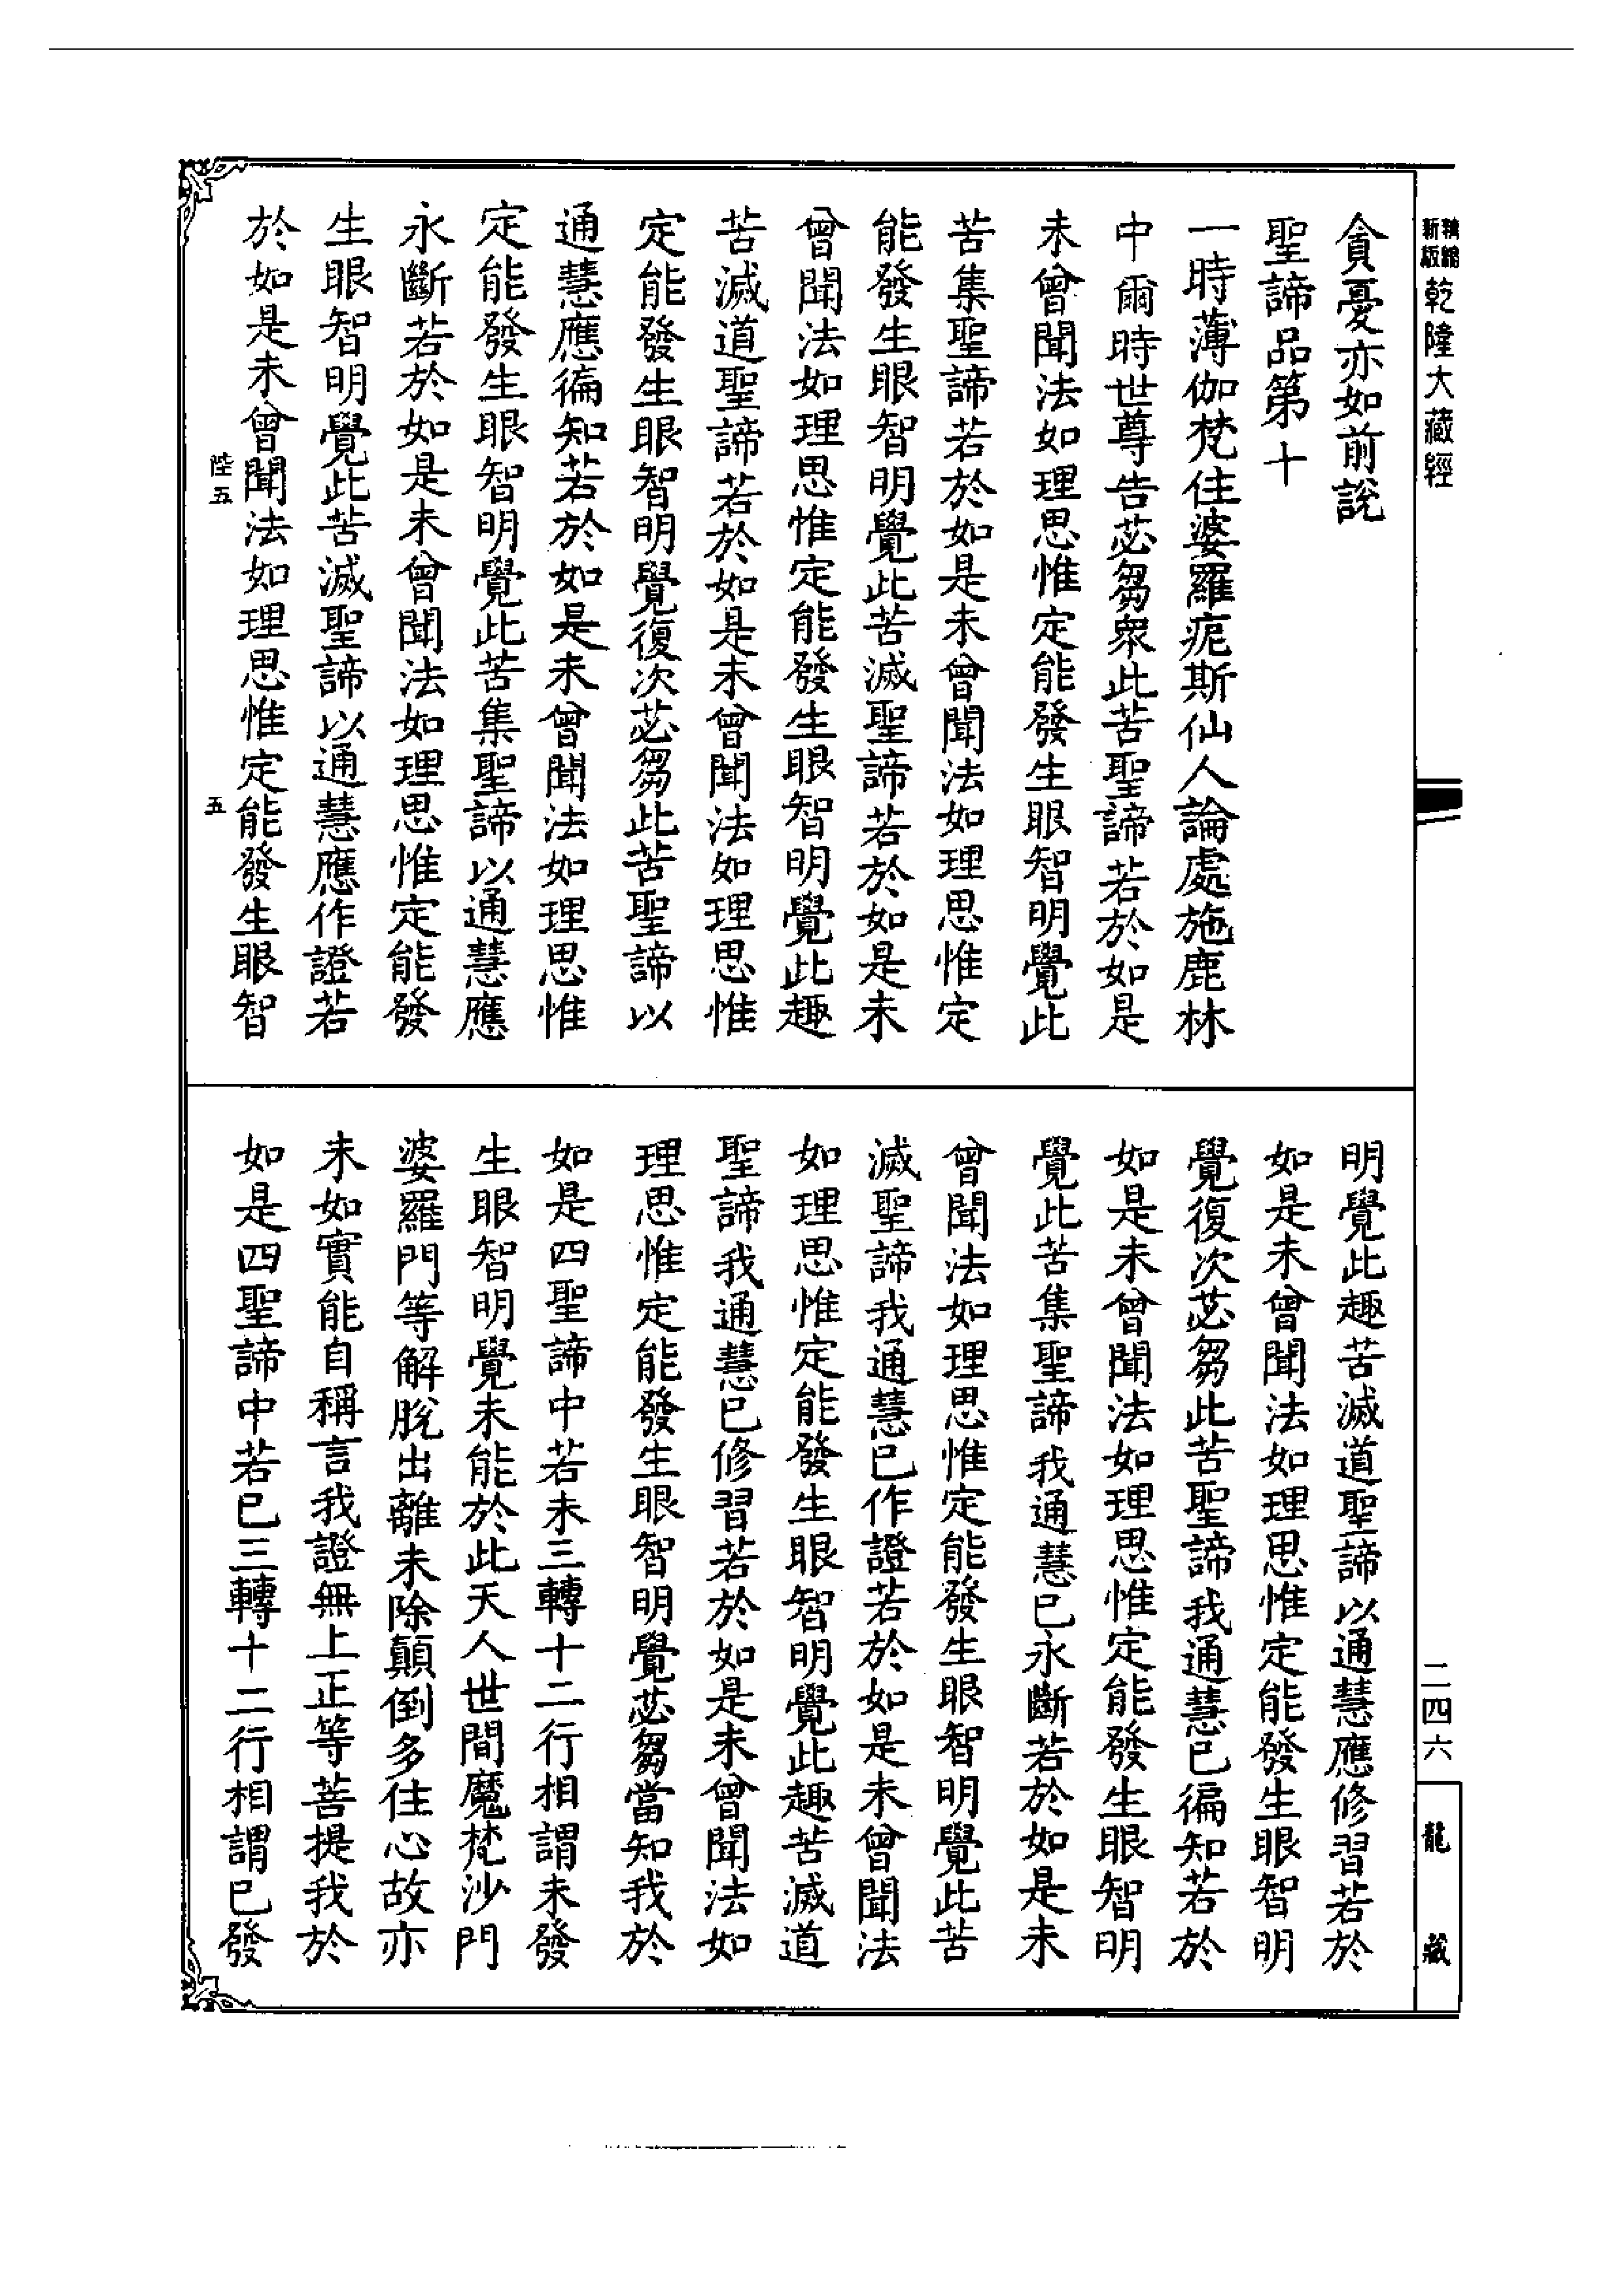 新版
精縮
乾隆大藏經
二四六
龍藏
貪憂亦如前說
聖諦品第十
一時薄伽梵住婆羅痆斯仙人論處施鹿林
中爾時世尊告苾芻衆此苦聖諦若於如是
未曾聞法如理思惟定能發生眼智明覺此
苦集聖諦若於如是未曾聞法如理思惟定
能發生眼智明覺此苦滅聖諦若於如是未
曾聞法如理思惟定能發生眼智明覺此趣
苦滅道聖諦若於如是未曾聞法如理思惟
定能發生眼智明覺復次苾芻此苦聖諦以
通慧應徧知若於如是未曾聞法如理思惟
定能發生眼智明覺此苦集聖諦以通慧應
永斷若於如是未曾聞法如理思惟定能發
生眼智明覺此苦滅聖諦以通慧應作證若
於如是未曾聞法如理思惟定能發生眼智
陸五
五
明覺此趣苦滅道聖諦以通慧應修習若於
如是未曾聞法如理思惟定能發生眼智明
覺復次苾芻此苦聖諦我通慧已徧知若於
如是未曾聞法如理思惟定能發生眼智明
覺此苦集聖諦我通慧已永斷若於如是未
曾聞法如理思惟定能發生眼智明覺此苦
滅聖諦我通慧已作證若於如是未曾聞法
如理思惟定能發生眼智明覺此趣苦滅道
聖諦我通慧已修習若於如是未曾聞法如
理思惟定能發生眼智明覺苾芻當知我於
如是四聖諦中若未三轉十二行相謂未發
生眼智明覺未能於此天人世間魔梵沙門
婆羅門等解脫出離未除顛倒多住心故亦
未如實能自稱言我證無上正等菩提我於
如是四聖諦中若已三轉十二行相謂已發